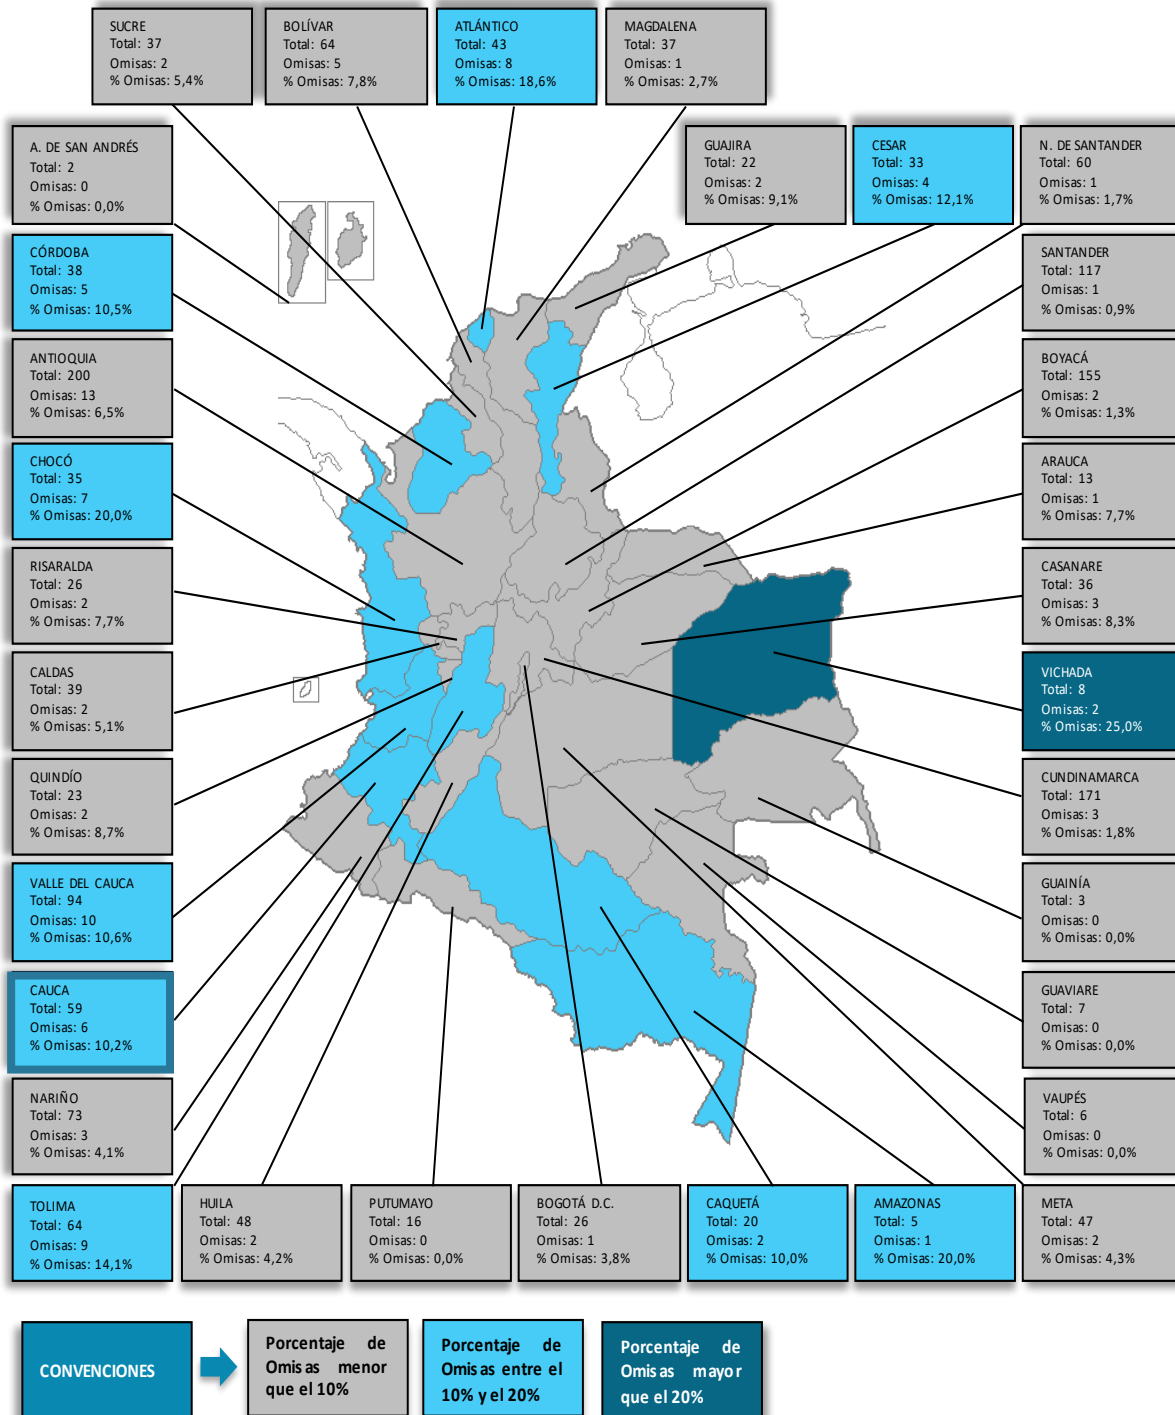 SUCRE
Total: 37
Omisas: 2
% Omisas: 5,4%
BOLÍVAR
Total: 64
Omisas: 5
% Omisas: 7,8%
ATLÁNTICO
Total: 43
Omisas: 8
% Omisas: 18,6%
MAGDALENA
Total: 37
Omisas: 1
% Omisas: 2,7%
A. DE SAN ANDRÉS
Total: 2
Omisas: 0
% Omisas: 0,0%
GUAJIRA
Total: 22
Omisas: 2
% Omisas: 9,1%
CESAR
Total: 33
Omisas: 4
% Omisas: 12,1%
N. DE SANTANDER
Total: 60
Omisas: 1
% Omisas: 1,7%
CÓRDOBA
Total: 38
Omisas: 5
% Omisas: 10,5%
SANTANDER
Total: 117
Omisas: 1
% Omisas: 0,9%
ANTIOQUIA
Total: 200
Omisas: 13
% Omisas: 6,5%
BOYACÁ
Total: 155
Omisas: 2
% Omisas: 1,3%
CHOCÓ
Total: 35
Omisas: 7
% Omisas: 20,0%
ARAUCA
Total: 13
Omisas: 1
% Omisas: 7,7%
RISARALDA
Total: 26
Omisas: 2
% Omisas: 7,7%
CASANARE
Total: 36
Omisas: 3
% Omisas: 8,3%
CALDAS
Total: 39
Omisas: 2
% Omisas: 5,1%
VICHADA
Total: 8
Omisas: 2
% Omisas: 25,0%
QUINDÍO
Total: 23
Omisas: 2
% Omisas: 8,7%
CUNDINAMARCA
Total: 171
Omisas: 3
% Omisas: 1,8%
VALLE DEL CAUCA
Total: 94
Omisas: 10
% Omisas: 10,6%
GUAINÍA
Total: 3
Omisas: 0
% Omisas: 0,0%
CAUCA
Total: 59
Omisas: 6
% Omisas: 10,2%
GUAVIARE
Total: 7
Omisas: 0
% Omisas: 0,0%
NARIÑO
Total: 73
Omisas: 3
% Omisas: 4,1%
VAUPÉS
Total: 6
Omisas: 0
% Omisas: 0,0%
TOLIMA
Total: 64
Omisas: 9
% Omisas: 14,1%
HUILA
Total: 48
Omisas: 2
% Omisas: 4,2%
PUTUMAYO
Total: 16
Omisas: 0
% Omisas: 0,0%
BOGOTÁ D.C.
Total: 26
Omisas: 1
% Omisas: 3,8%
CAQUETÁ
Total: 20
Omisas: 2
% Omisas: 10,0%
AMAZONAS
Total: 5
Omisas: 1
% Omisas: 20,0%
META
Total: 47
Omisas: 2
% Omisas: 4,3%
CONVENCIONES
Porcentaje de
Omisas menor
que el 10%
Porcentaje de
Omisas entre el
10% y el 20%
Porcentaje de
Omisas mayor
que el 20%